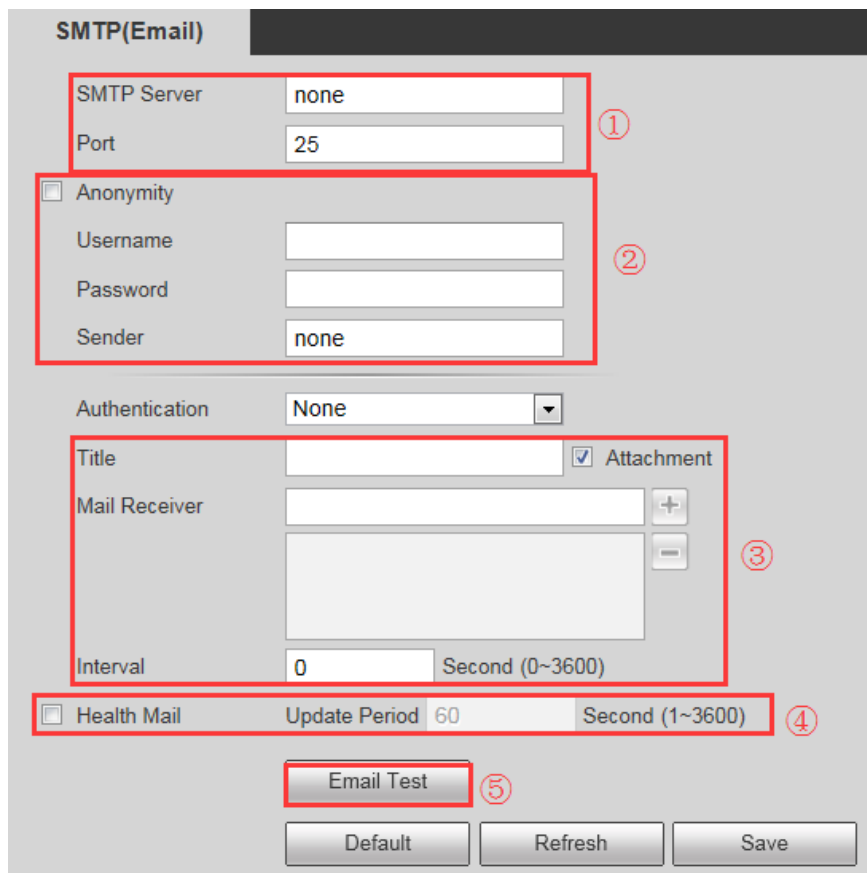 SMTP(Email)
SMTP Server none
Port 25
①
Anonymity
Username
②
Password
Sender none
Authentication None
Title Attachment
Mail Receiver +
−
③
Interval 0 Second (0~3600)
Health Mail Update Period 60 Second (1~3600)
④
Email Test
⑤
Default Refresh Save